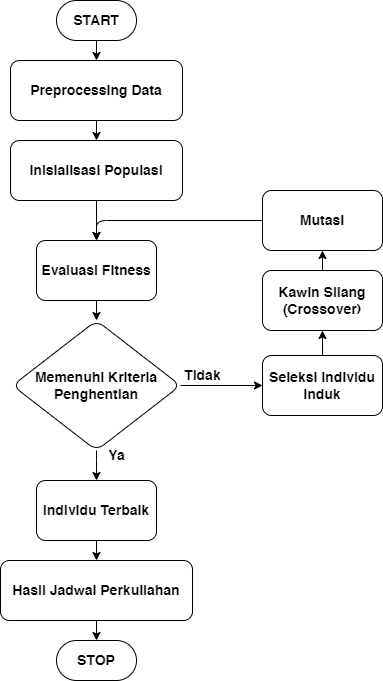 START
Preprocessing Data
Inisialisasi Populasi
Mutasi
Evaluasi Fitness
Kawin Silang
(Crossover)
Memenuhi Kriteria
Penghentian
Tidak
Seleksi Individu
Induk
Ya
Individu Terbaik
Hasil Jadwal Perkuliahan
STOP